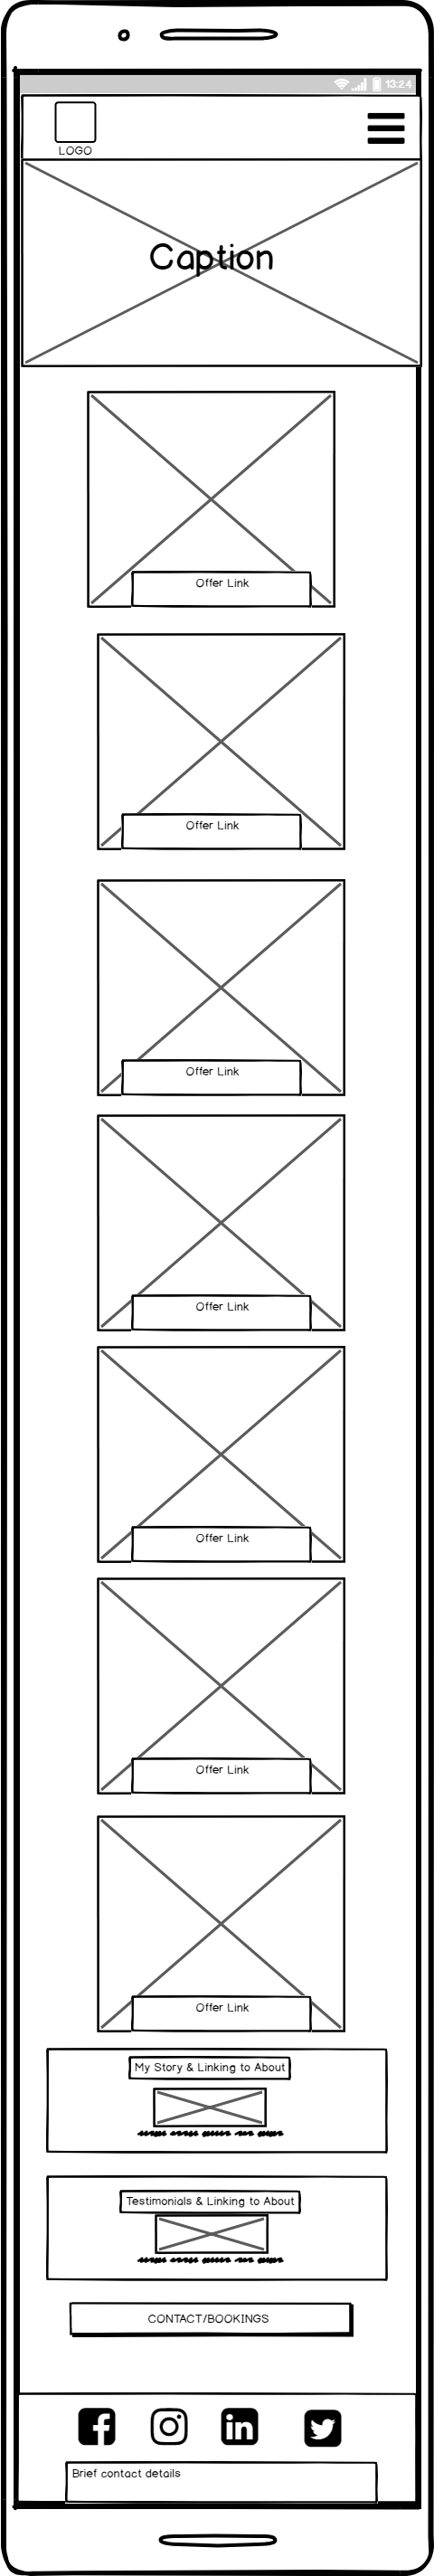 13:24
LOGO
Caption
Offer Link
Offer Link
Offer Link
Offer Link
Offer Link
Offer Link
Offer Link
My Story & Linking to About
Testimonials & Linking to About
CONTACT/BOOKINGS
Brief contact details